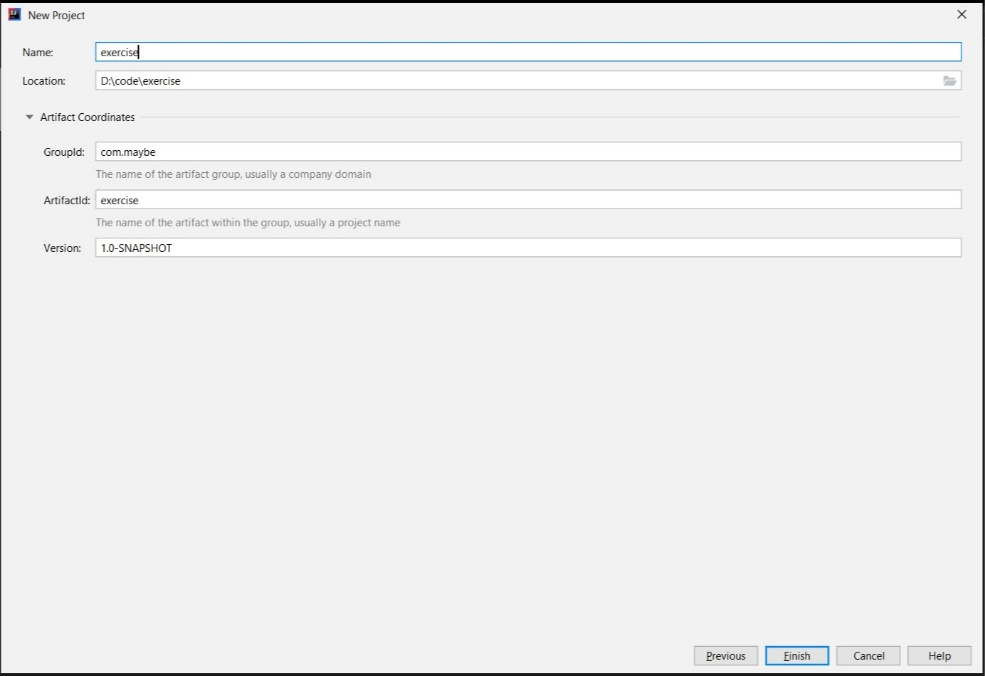 New Project
Name: exercise
Location: D:\code\exercise
Artifact Coordinates
GroupId: com.maybe
The name of the artifact group, usually a company domain
ArtifactId: exercise
The name of the artifact within the group, usually a project name
Version: 1.0-SNAPSHOT
Previous Finish Cancel Help